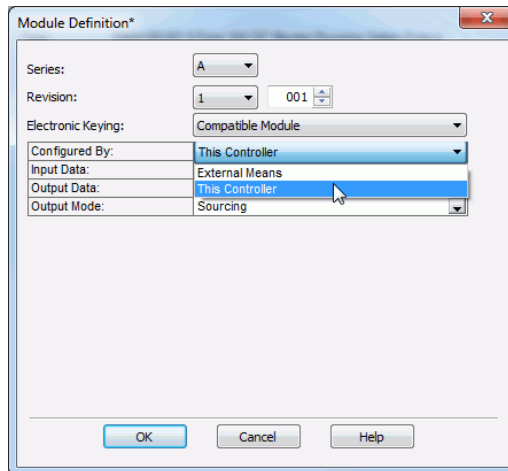 Module Definition*
Series: A
Revision: 1 001
Electronic Keying: Compatible Module
Configured By: This Controller
Input Data: External Means
Output Data: This Controller
Output Mode: Sourcing
OK Cancel Help